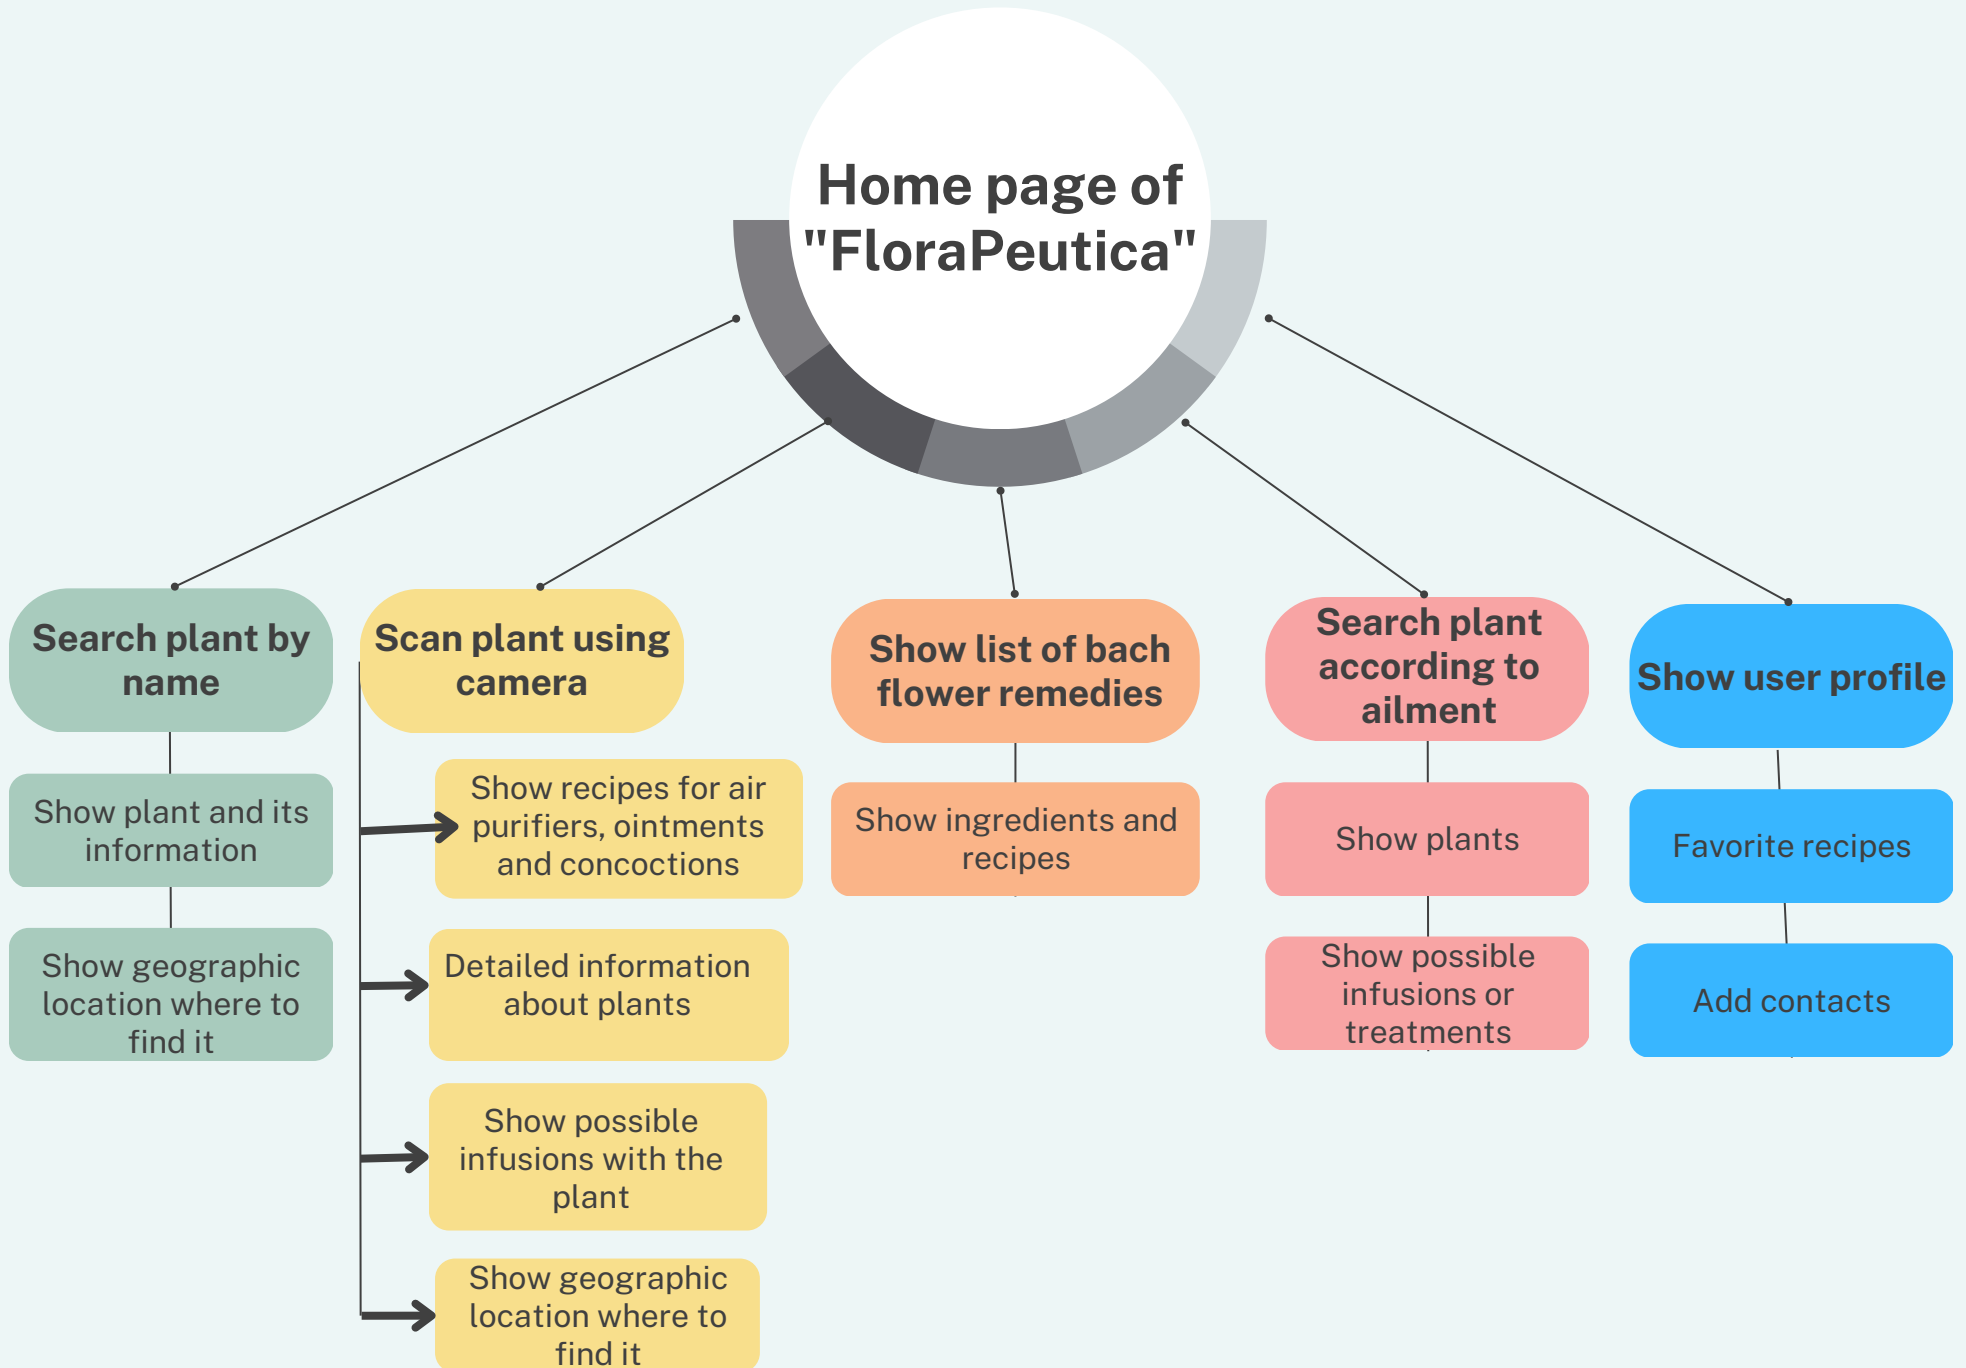 Home page of
"FloraPeutica"
Search plant by
name
Show plant and its
information
Show geographic
location where to
find it
Scan plant using
camera
Show recipes for air
purifiers, ointments
and concoctions
Detailed information
about plants
Show possible
infusions with the
plant
Show geographic
location where to
find it
Show list of bach
flower remedies
Show ingredients and
recipes
Search plant
according to
ailment
Show plants
Show possible
infusions or
treatments
Show user profile
Favorite recipes
Add contacts